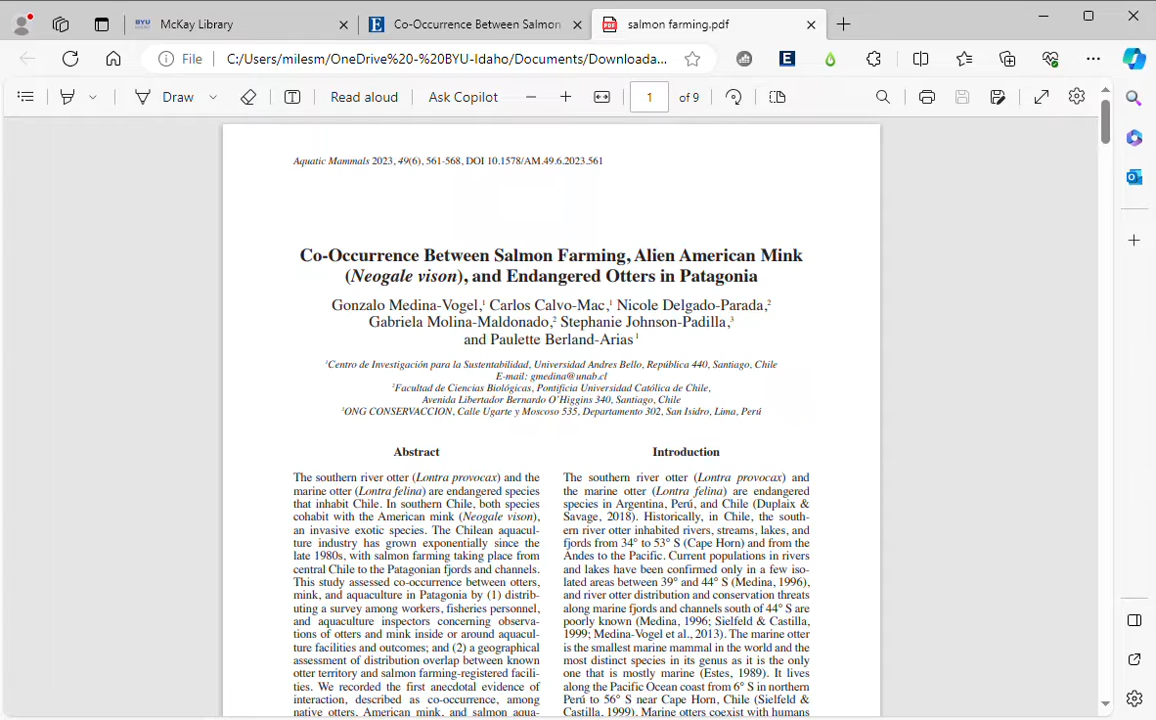 BYU McKay Library
Co-Occurrence Between Salmon
PDF salmon farming.pdf
File C:/Users/milesm/OneDrive%20-%20BYU-Idaho/Documents/Downloada...
Draw Read aloud Ask Copilot 1 of 9
Aquatic Mammals 2023, 49(6), 561-568, DOI 10.1578/AM.49.6.2023.561
Co-Occurrence Between Salmon Farming, Alien American Mink
(Neogale vison), and Endangered Otters in Patagonia
Gonzalo Medina-Vogel,1 Carlos Calvo-Mac,1 Nicole Delgado-Parada,2
Gabriela Molina-Maldonado,2 Stephanie Johnson-Padilla,3
and Paulette Berland-Arias1
1Centro de Investigación para la Sustentabilidad, Universidad Andres Bello, República 440, Santiago, Chile
E-mail: gmedina@unab.cl
2Facultad de Ciencias Biológicas, Pontificia Universidad Católica de Chile,
Avenida Libertador Bernardo O'Higgins 340, Santiago, Chile
3ONG CONSERVACCION, Calle Ugarte y Moscoso 535, Departamento 302, San Isidro, Lima, Perú
Abstract
The southern river otter (Lontra provocax) and the
marine otter (Lontra felina) are endangered species
that inhabit Chile. In southern Chile, both species
cohabit with the American mink (Neogale vison),
an invasive exotic species. The Chilean aquacul-
ture industry has grown exponentially since the
late 1980s, with salmon farming taking place from
central Chile to the Patagonian fjords and channels.
This study assessed co-occurrence between otters,
mink, and aquaculture in Patagonia by (1) distrib-
uting a survey among workers, fisheries personnel,
and aquaculture inspectors concerning observa-
tions of otters and mink inside or around aquacul-
ture facilities and outcomes; and (2) a geographical
assessment of distribution overlap between known
otter territory and salmon farming-registered facili-
ties. We recorded the first anecdotal evidence of
interaction, described as co-occurrence, among
native otters, American mink, and salmon aqua-
Introduction
The southern river otter (Lontra provocax) and
the marine otter (Lontra felina) are endangered
species in Argentina, Perú, and Chile (Duplaix &
Savage, 2018). Historically, in Chile, the south-
ern river otter inhabited rivers, streams, lakes, and
fjords from 34° to 53° S (Cape Horn) and from the
Andes to the Pacific. Current populations in rivers
and lakes have been confirmed only in a few iso-
lated areas between 39° and 44° S (Medina, 1996),
and river otter distribution and conservation threats
along marine fjords and channels south of 44° S are
poorly known (Medina, 1996; Sielfeld & Castilla,
1999; Medina-Vogel et al., 2013). The marine otter
is the smallest marine mammal in the world and the
most distinct species in its genus as it is the only
one that is mostly marine (Estes, 1989). It lives
along the Pacific Ocean coast from 6° S in northern
Perú to 56° S near Cape Horn, Chile (Sielfeld &
Castilla, 1999). Marine otters coexist with humans